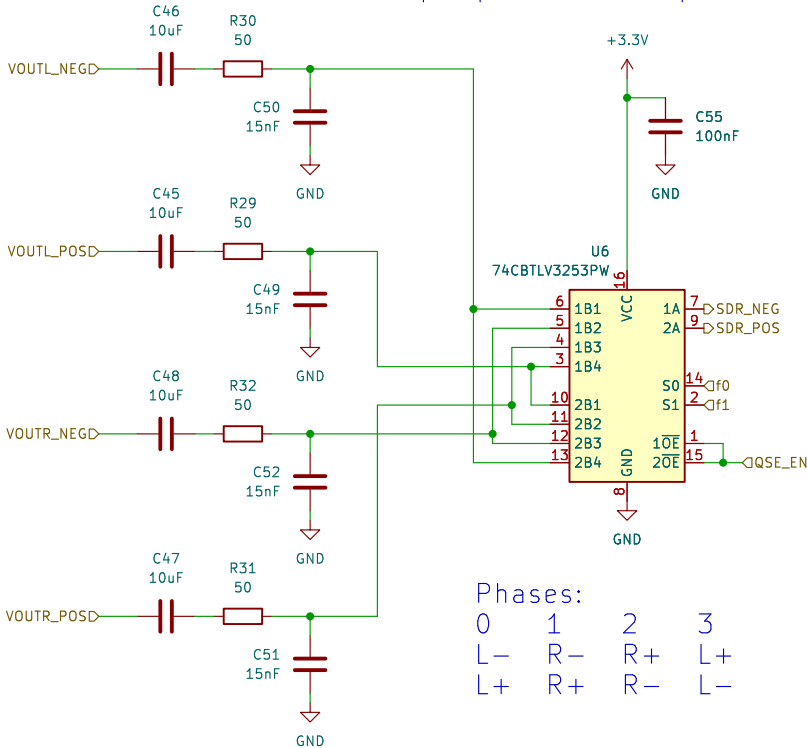 C46
10uF
R30
50
VOUTL_NEG
C50
15nF
GND
+3.3V
C55
100nF
GND
C45
10uF
R29
50
VOUTL_POS
C49
15nF
GND
U6
74CBTLV3253PW
16
VCC
6 1B1
5 1B2
4 1B3
3 1B4
10 2B1
11 2B2
12 2B3
13 2B4
1A 7 SDR_NEG
2A 9 SDR_POS
S0 14 f0
S1 2 f1
1OE 1
2OE 15 QSE_EN
GND
8
GND
C48
10uF
R32
50
VOUTR_NEG
C52
15nF
GND
C47
10uF
R31
50
VOUTR_POS
C51
15nF
GND
Phases:
0 1 2 3
L- R- R+ L+
L+ R+ R- L-